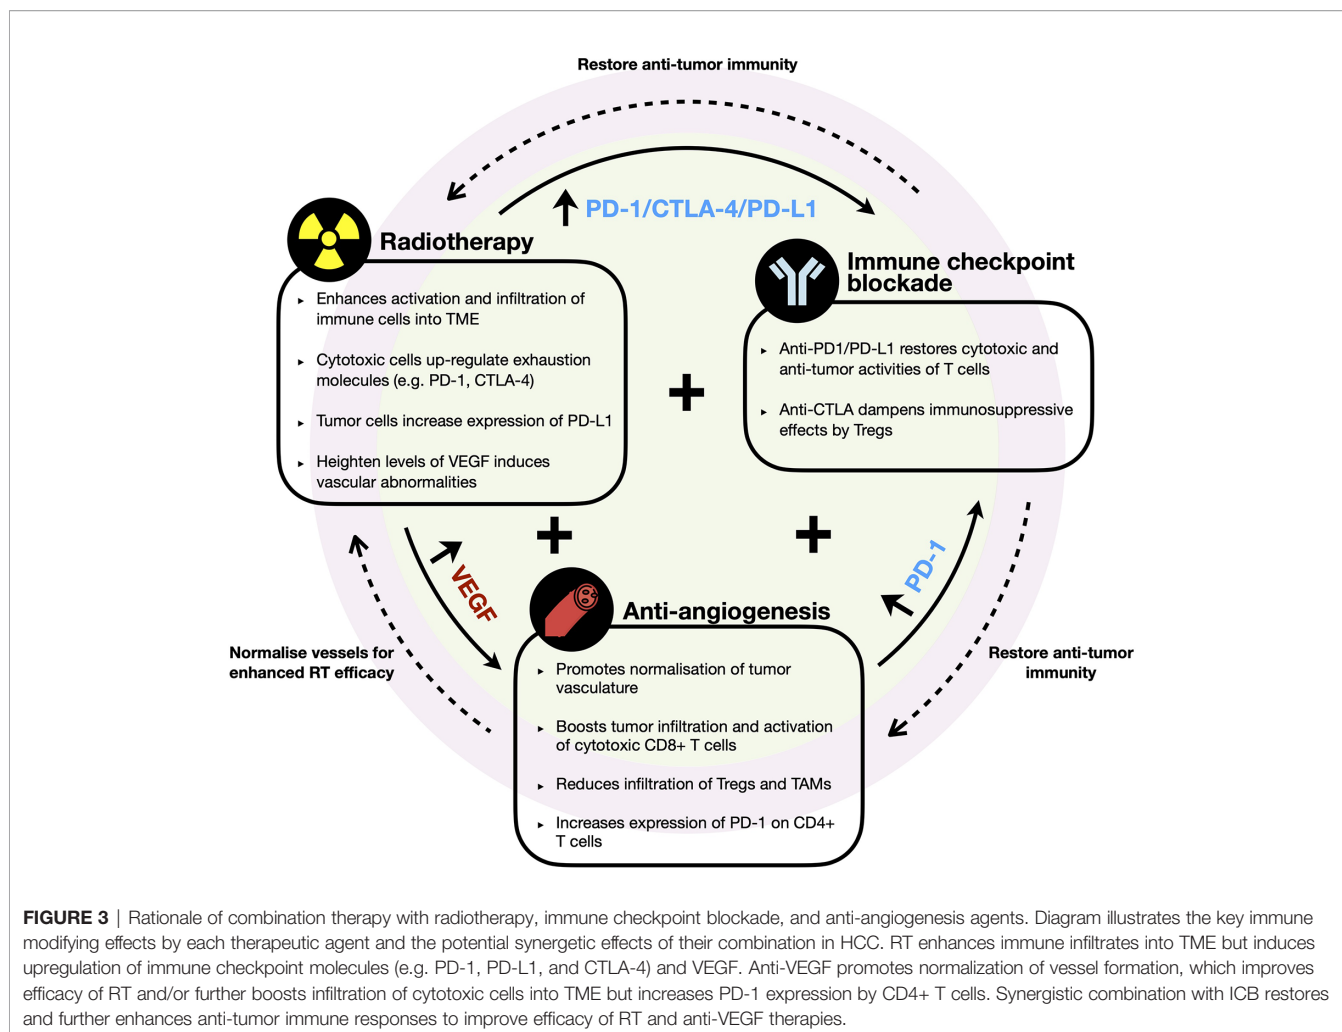 Restore anti-tumor immunity
PD-1/CTLA-4/PD-L1
Radiotherapy
▸ Enhances activation and infiltration of
immune cells into TME
▸ Cytotoxic cells up-regulate exhaustion
molecules (e.g. PD-1, CTLA-4)
▸ Tumor cells increase expression of PD-L1
▸ Heighten levels of VEGF induces
vascular abnormalities
Immune checkpoint
blockade
▸ Anti-PD1/PD-L1 restores cytotoxic and
anti-tumor activities of T cells
▸ Anti-CTLA dampens immunosuppressive
effects by Tregs
+
+
+
VEGF
PD-1
Normalise vessels for
enhanced RT efficacy
Restore anti-tumor
immunity
Anti-angiogenesis
▸ Promotes normalisation of tumor
vasculature
▸ Boosts tumor infiltration and activation
of cytotoxic CD8+ T cells
▸ Reduces infiltration of Tregs and TAMs
▸ Increases expression of PD-1 on CD4+
T cells
FIGURE 3 | Rationale of combination therapy with radiotherapy, immune checkpoint blockade, and anti-angiogenesis agents. Diagram illustrates the key immune
modifying effects by each therapeutic agent and the potential synergetic effects of their combination in HCC. RT enhances immune infiltrates into TME but induces
upregulation of immune checkpoint molecules (e.g. PD-1, PD-L1, and CTLA-4) and VEGF. Anti-VEGF promotes normalization of vessel formation, which improves
efficacy of RT and/or further boosts infiltration of cytotoxic cells into TME but increases PD-1 expression by CD4+ T cells. Synergistic combination with ICB restores
and further enhances anti-tumor immune responses to improve efficacy of RT and anti-VEGF therapies.